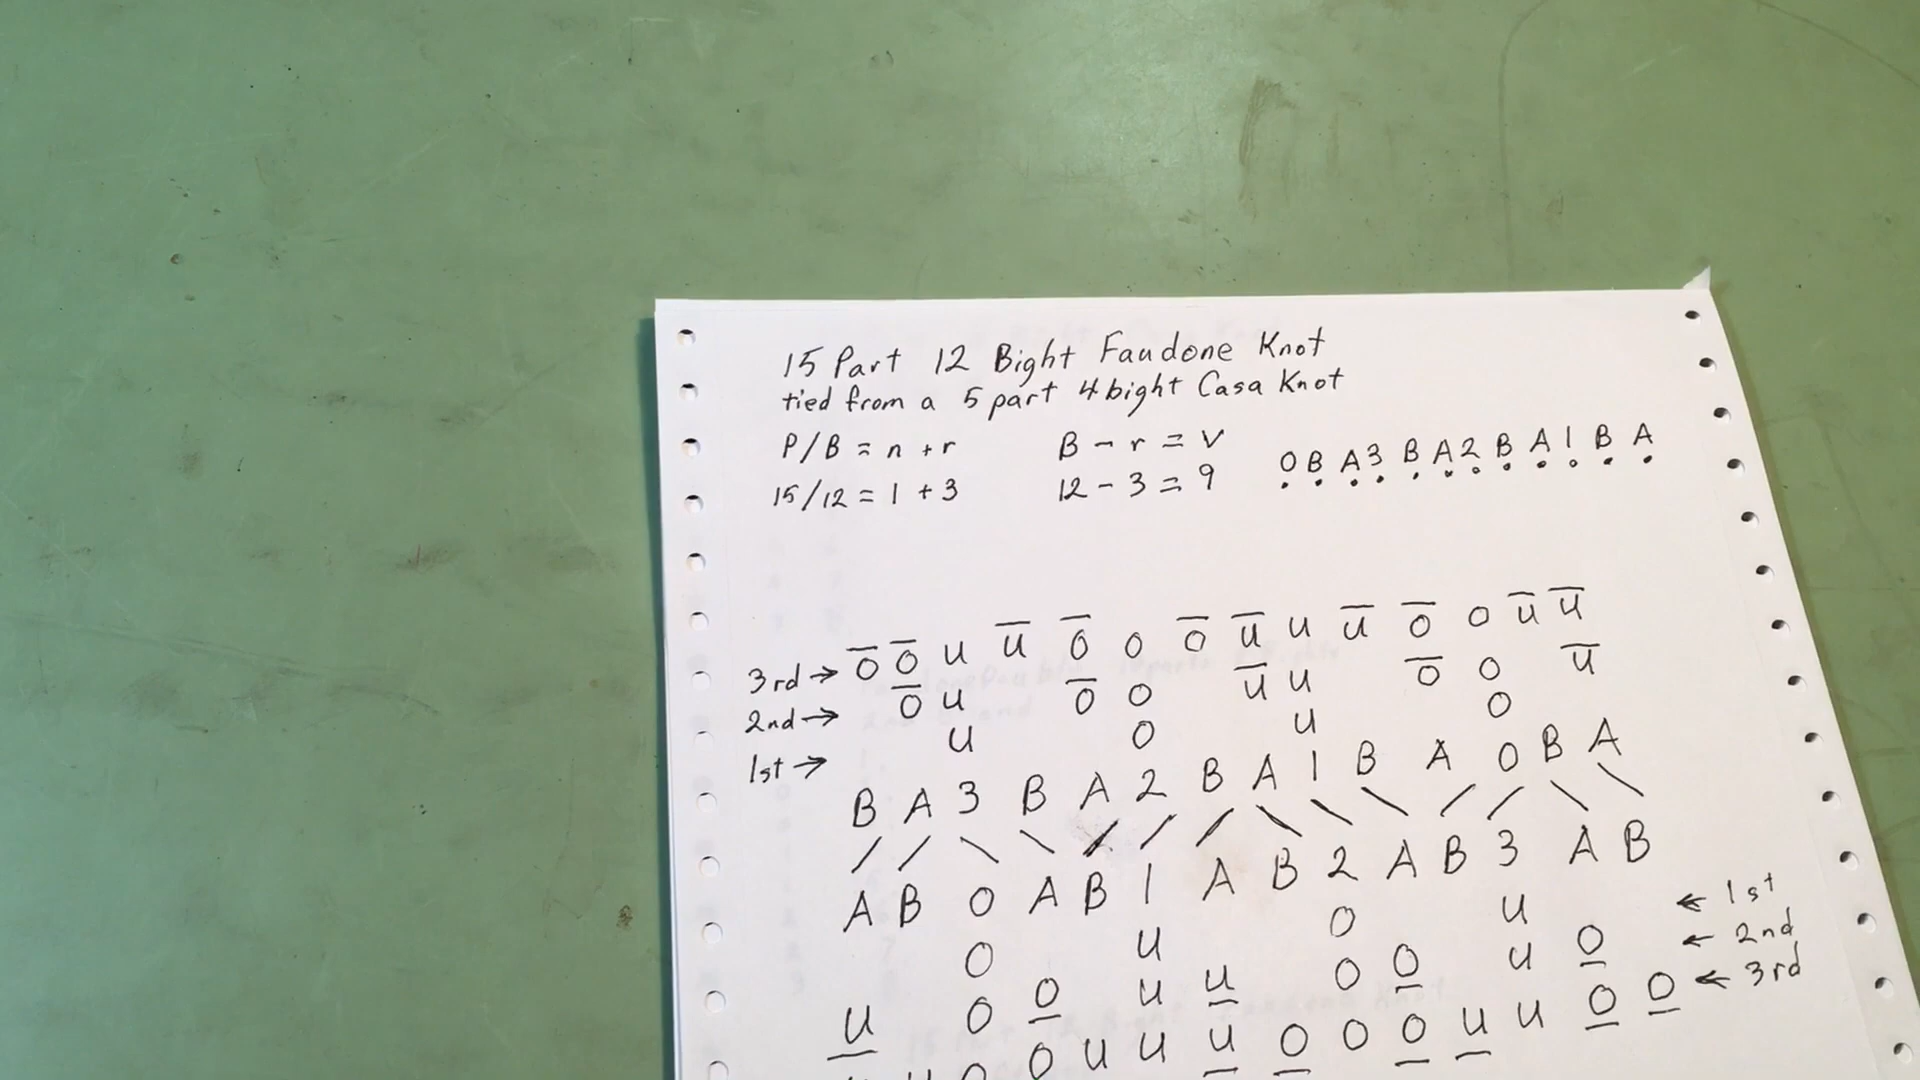 15 Part 12 Bight Faudone Knot
tied from a 5 part 4 bight Casa Knot
P/B = n + r B - r = V 0 B A 3 B A 2 B A 1 B A
15/12 = 1 + 3 12 - 3 = 9
3rd → O O u u O O O u u u O O u u
2nd → O u O O u u O O u
1st → u O u O
B A 3 B A 2 B A 1 B A 0 B A
/ / \ \ / / / \ \ \ / / \ \
A B 0 A B 1 A B 2 A B 3 A B
O u O u ← 1st
u O O u u O O u O ← 2nd
O u u u O O O u u O O ← 3rd